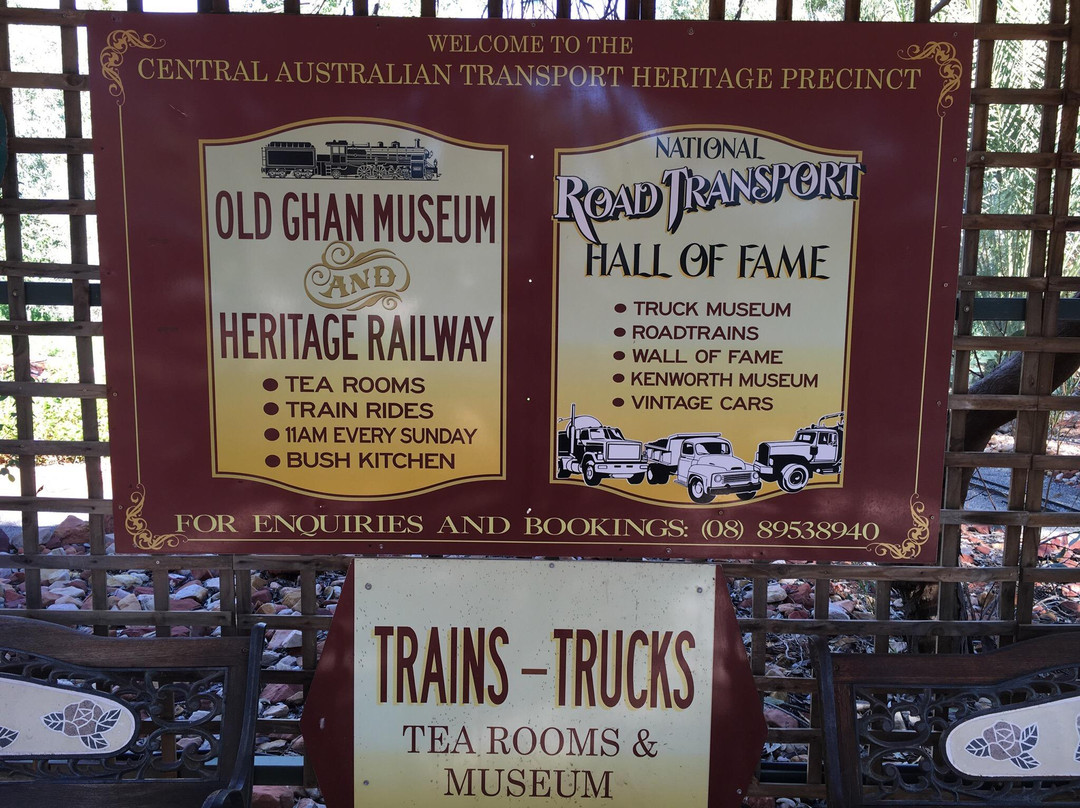 WELCOME TO THE
CENTRAL AUSTRALIAN TRANSPORT HERITAGE PRECINCT
OLD GHAN MUSEUM
AND
HERITAGE RAILWAY
● TEA ROOMS
● TRAIN RIDES
● 11AM EVERY SUNDAY
● BUSH KITCHEN
NATIONAL
ROAD TRANSPORT
HALL OF FAME
● TRUCK MUSEUM
● ROADTRAINS
● WALL OF FAME
● KENWORTH MUSEUM
● VINTAGE CARS
FOR ENQUIRIES AND BOOKINGS: (08) 89538940
TRAINS – TRUCKS
TEA ROOMS &
MUSEUM